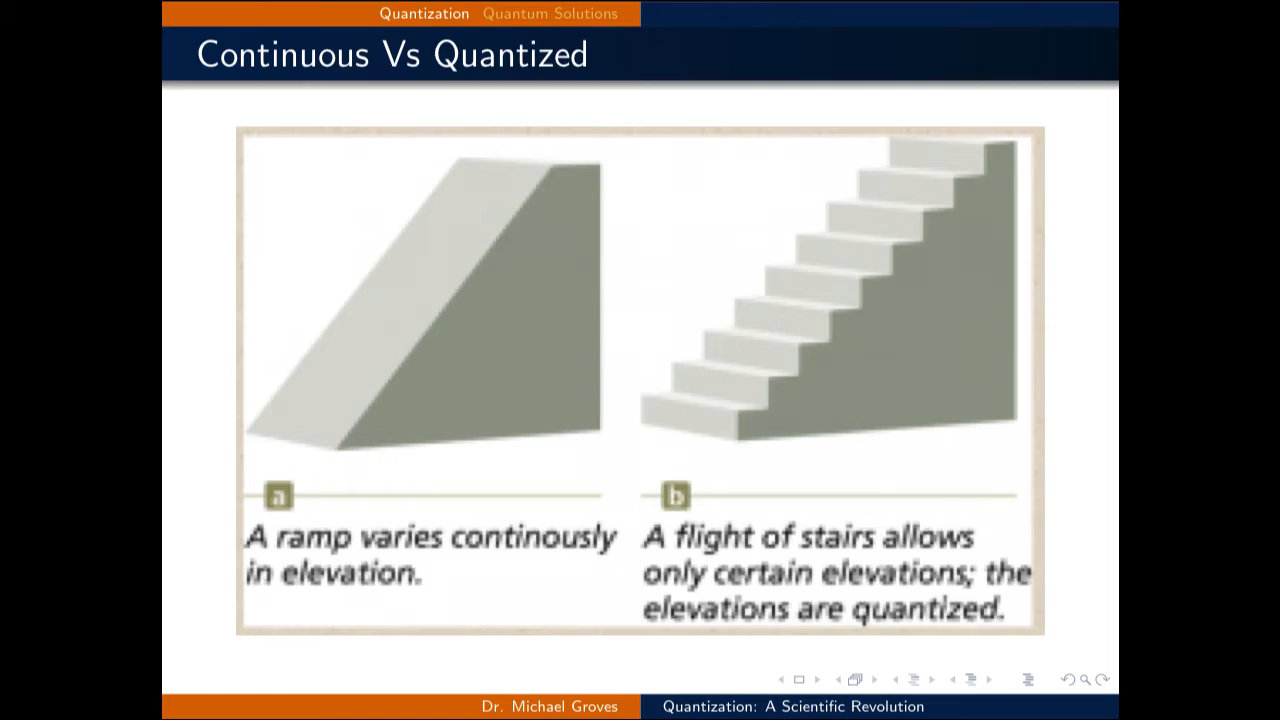 Quantization Quantum Solutions
Continuous Vs Quantized
a
A ramp varies continously
in elevation.
b
A flight of stairs allows
only certain elevations; the
elevations are quantized.
Dr. Michael Groves
Quantization: A Scientific Revolution